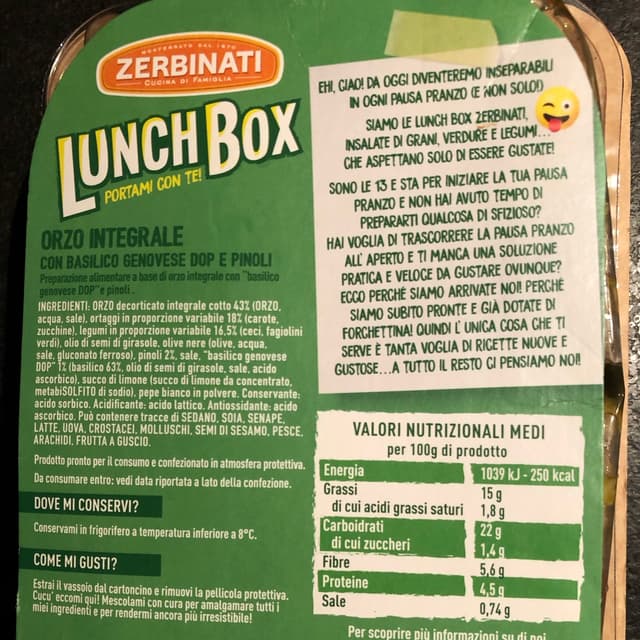 MONFERRATO DAL 1970
ZERBINATI
CUCINA DI FAMIGLIA
LUNCH BOX
PORTAMI CON TE!
ORZO INTEGRALE
CON BASILICO GENOVESE DOP E PINOLI
Preparazione alimentare a base di orzo integrale con "basilico
genovese DOP" e pinoli.
INGREDIENTI: ORZO decorticato integrale cotto 43% (ORZO,
acqua, sale), ortaggi in proporzione variabile 18% (carote,
zucchine), legumi in proporzione variabile 16,5% (ceci, fagiolini
verdi), olio di semi di girasole, olive nere (olive, acqua,
sale, gluconato ferroso), pinoli 2%, sale, "basilico genovese
DOP" 1% (basilico 63%, olio di semi di girasole, sale, acido
ascorbico), succo di limone (succo di limone da concentrato,
metabiSOLFITO di sodio), pepe bianco in polvere. Conservante:
acido sorbico. Acidificante: acido lattico. Antiossidante: acido
ascorbico. Può contenere tracce di SEDANO, SOIA, SENAPE,
LATTE, UOVA, CROSTACEI, MOLLUSCHI, SEMI DI SESAMO, PESCE,
ARACHIDI, FRUTTA A GUSCIO.
Prodotto pronto per il consumo e confezionato in atmosfera protettiva.
Da consumare entro: vedi data riportata a lato della confezione.
DOVE MI CONSERVI?
Conservami in frigorifero a temperatura inferiore a 8°C.
COME MI GUSTI?
Estrai il vassoio dal cartoncino e rimuovi la pellicola protettiva.
Cucu' eccomi qui! Mescolami con cura per amalgamare tutti i
miei ingredienti e per rendermi ancora più irresistibile!
EHI, CIAO! DA OGGI DIVENTEREMO INSEPARABILI
IN OGNI PAUSA PRANZO (E NON SOLO)
SIAMO LE LUNCH BOX ZERBINATI,
INSALATE DI GRANI, VERDURE E LEGUMI...
CHE ASPETTANO SOLO DI ESSERE GUSTATE!
SONO LE 13 E STA PER INIZIARE LA TUA PAUSA
PRANZO E NON HAI AVUTO TEMPO DI
PREPARARTI QUALCOSA DI SFIZIOSO?
HAI VOGLIA DI TRASCORRERE LA PAUSA PRANZO
ALL' APERTO E TI MANCA UNA SOLUZIONE
PRATICA E VELOCE DA GUSTARE OVUNQUE?
ECCO PERCHÉ SIAMO ARRIVATE NOI! PERCHÉ
SIAMO SUBITO PRONTE E GIÀ DOTATE DI
FORCHETTINA! QUINDI L' UNICA COSA CHE TI
SERVE È TANTA VOGLIA DI RICETTE NUOVE E
GUSTOSE...A TUTTO IL RESTO CI PENSIAMO NOI!
VALORI NUTRIZIONALI MEDI
per 100g di prodotto
Energia 1039 kJ - 250 kcal
Grassi 15 g
di cui acidi grassi saturi 1,8 g
Carboidrati 22 g
di cui zuccheri 1,4 g
Fibre 5,6 g
Proteine 4,5 g
Sale 0,74 g
Per scoprire più informazioni su di noi